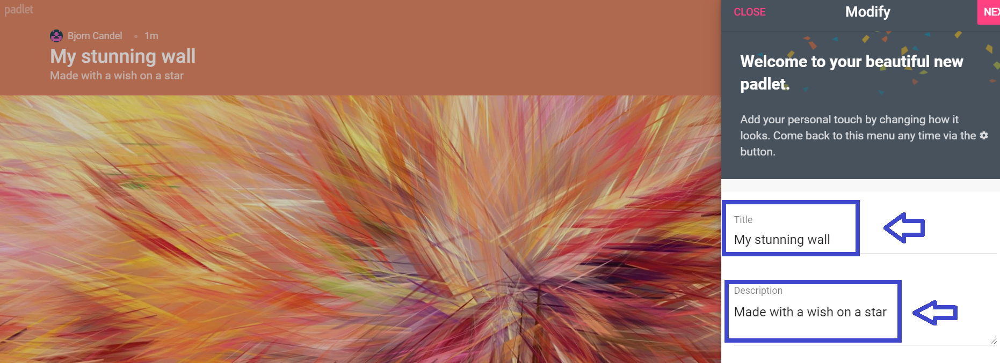 padlet
Bjorn Candel • 1m
My stunning wall
Made with a wish on a star
CLOSE
Modify
Welcome to your beautiful new
padlet.
Add your personal touch by changing how it
looks. Come back to this menu any time via the
button.
Title
My stunning wall
Description
Made with a wish on a star